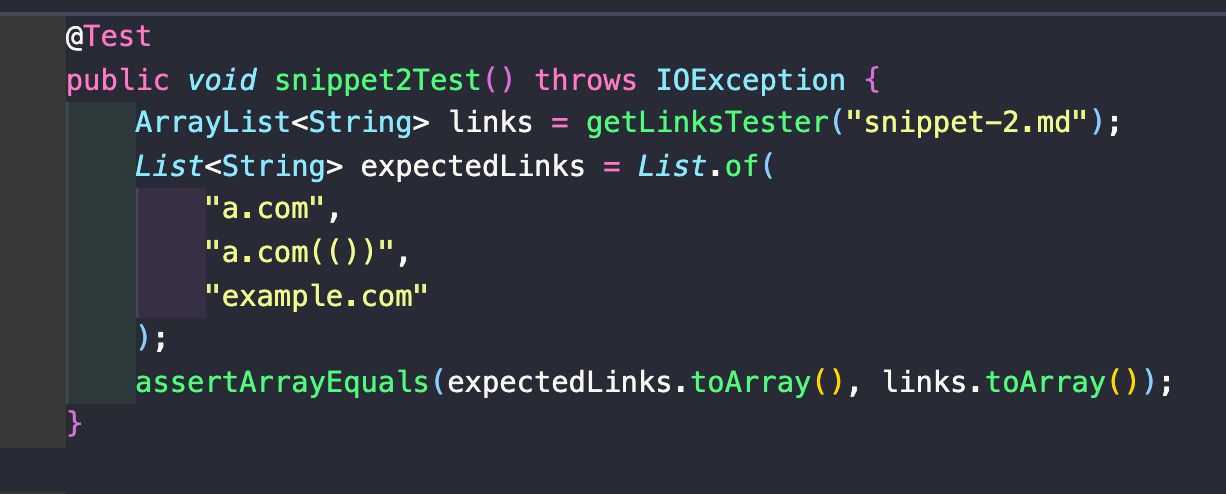 @Test
public void snippet2Test() throws IOException {
    ArrayList<String> links = getLinksTester("snippet-2.md");
    List<String> expectedLinks = List.of(
        "a.com",
        "a.com(())",
        "example.com"
    );
    assertArrayEquals(expectedLinks.toArray(), links.toArray());
}